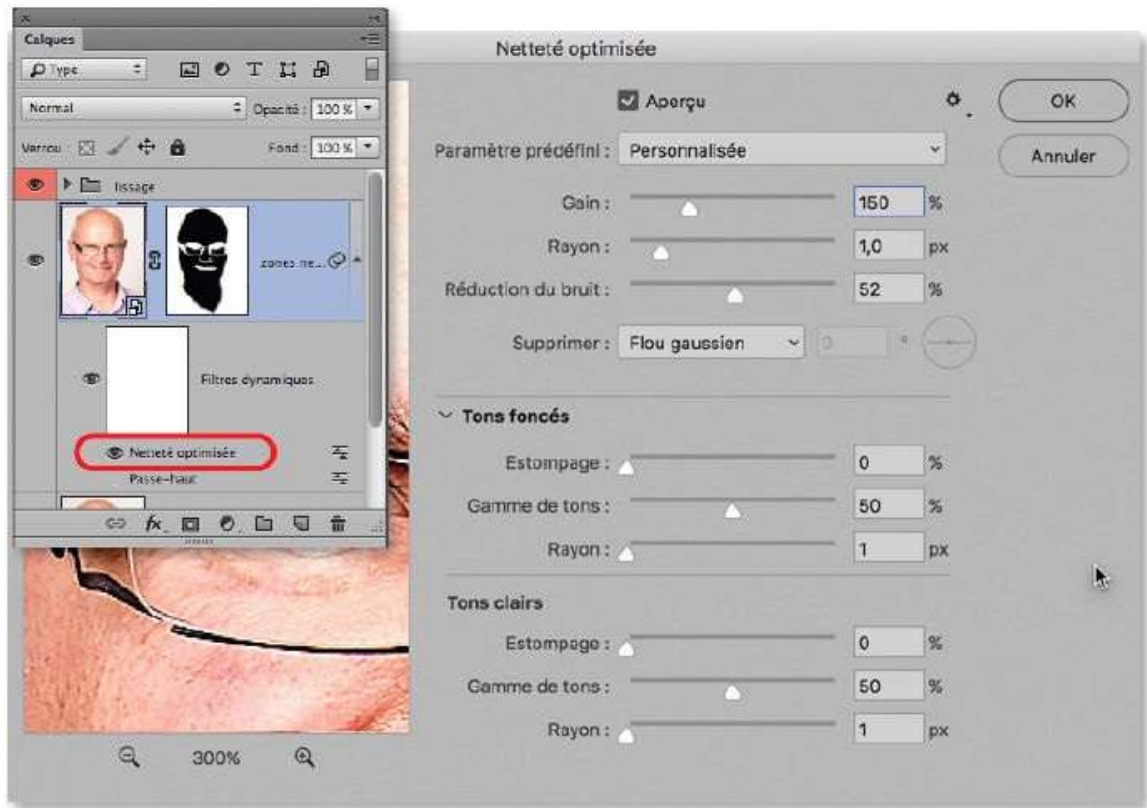 Calques
Type
Normal
Opacité : 100 %
Verrou :
Fond : 100 %
lissage
zones ne...
Filtres dynamiques
Netteté optimisée
Passe-haut
fx
Netteté optimisée
Aperçu
OK
Paramètre prédéfini : Personnalisée
Annuler
Gain : 150 %
Rayon : 1,0 px
Réduction du bruit : 52 %
Supprimer : Flou gaussien 0 °
Tons foncés
Estompage : 0 %
Gamme de tons : 50 %
Rayon : 1 px
Tons clairs
Estompage : 0 %
Gamme de tons : 50 %
Rayon : 1 px
300%